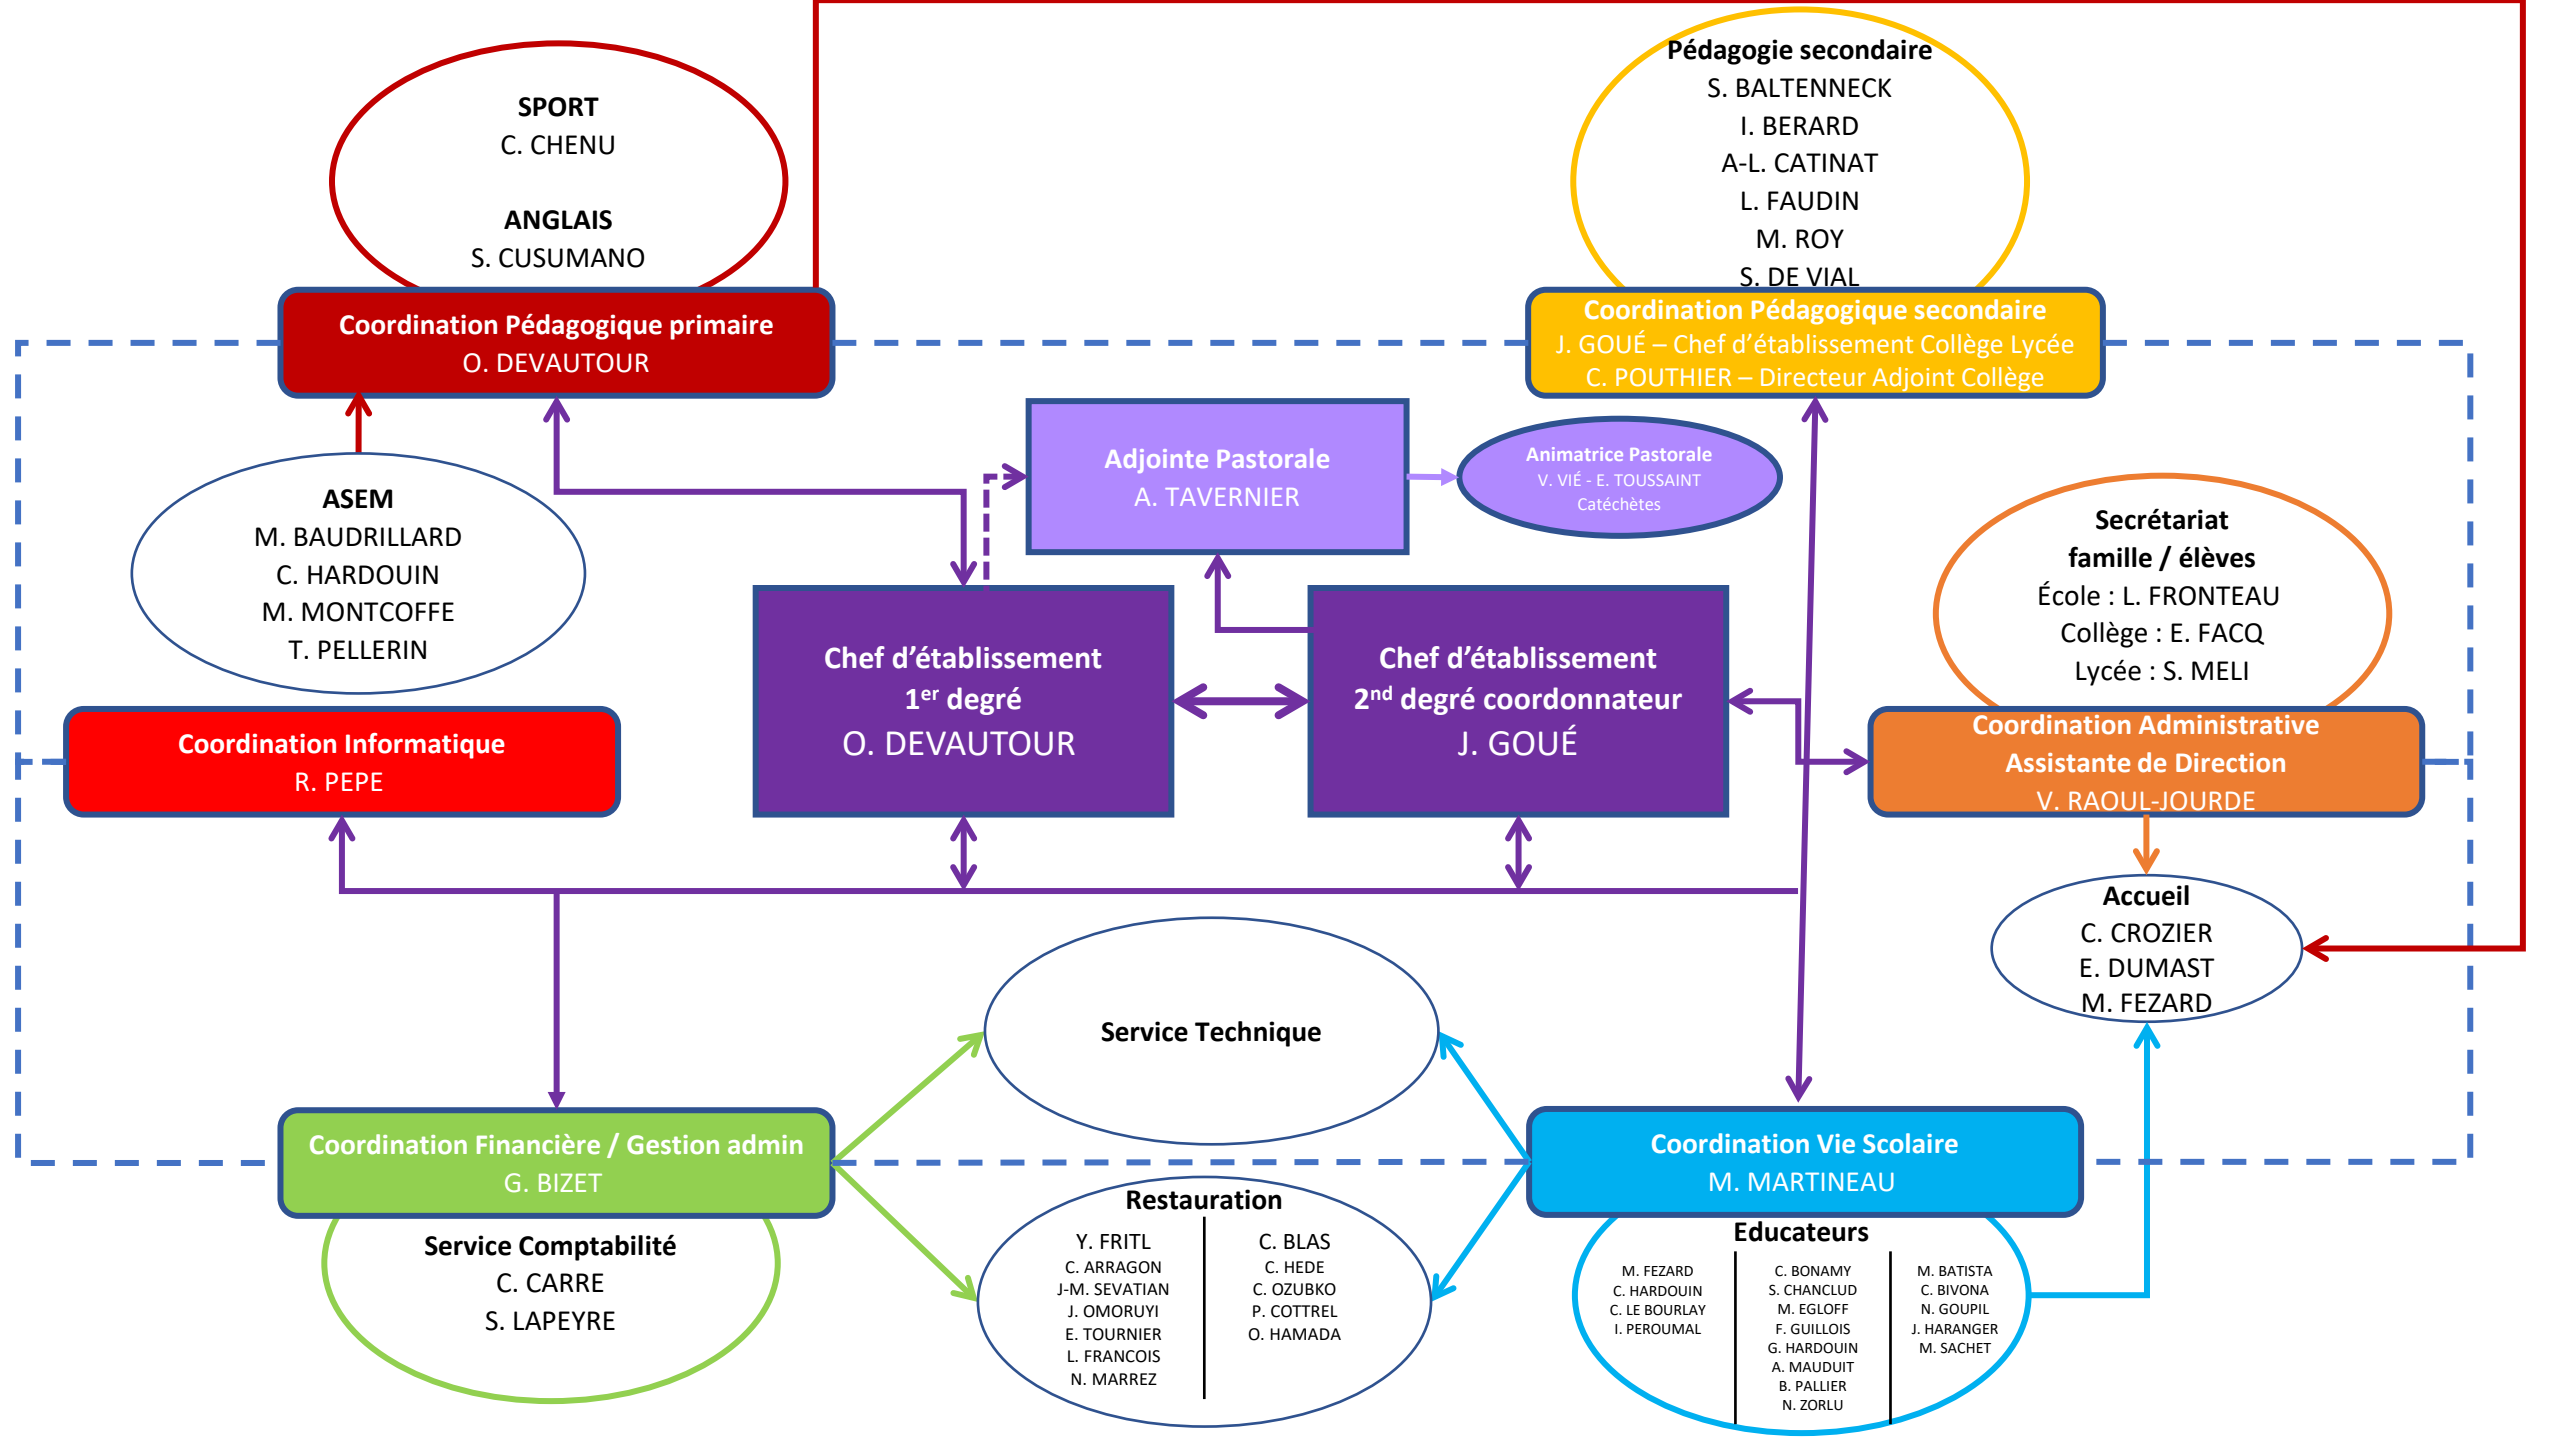 SPORT
C. CHENU
ANGLAIS
S. CUSUMANO
Coordination Pédagogique primaire
O. DEVAUTOUR
Pédagogie secondaire
S. BALTENNECK
I. BERARD
A-L. CATINAT
L. FAUDIN
M. ROY
S. DE VIAL
Coordination Pédagogique secondaire
J. GOUÉ – Chef d’établissement Collège Lycée
C. POUTHIER – Directeur Adjoint Collège
Adjointe Pastorale
A. TAVERNIER
Animatrice Pastorale
V. VIÉ - E. TOUSSAINT
Catéchètes
ASEM
M. BAUDRILLARD
C. HARDOUIN
M. MONTCOFFE
T. PELLERIN
Secrétariat
famille / élèves
École : L. FRONTEAU
Collège : E. FACQ
Lycée : S. MELI
Chef d’établissement
1er degré
O. DEVAUTOUR
Chef d’établissement
2nd degré coordonnateur
J. GOUÉ
Coordination Informatique
R. PEPE
Coordination Administrative
Assistante de Direction
V. RAOUL-JOURDE
Accueil
C. CROZIER
E. DUMAST
M. FEZARD
Service Technique
Coordination Financière / Gestion admin
G. BIZET
Service Comptabilité
C. CARRE
S. LAPEYRE
Restauration
Y. FRITL
C. ARRAGON
J-M. SEVATIAN
J. OMORUYI
E. TOURNIER
L. FRANCOIS
N. MARREZ
C. BLAS
C. HEDE
C. OZUBKO
P. COTTREL
O. HAMADA
Coordination Vie Scolaire
M. MARTINEAU
Educateurs
M. FEZARD
C. HARDOUIN
C. LE BOURLAY
I. PEROUMAL
C. BONAMY
S. CHANCLUD
M. EGLOFF
F. GUILLOIS
G. HARDOUIN
A. MAUDUIT
B. PALLIER
N. ZORLU
M. BATISTA
C. BIVONA
N. GOUPIL
J. HARANGER
M. SACHET